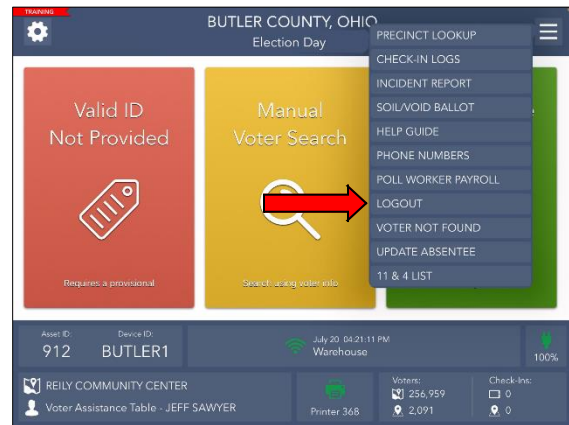 TRAINING
BUTLER COUNTY, OHIO
Election Day
PRECINCT LOOKUP
CHECK-IN LOGS
INCIDENT REPORT
SOIL/VOID BALLOT
HELP GUIDE
PHONE NUMBERS
POLL WORKER PAYROLL
LOGOUT
VOTER NOT FOUND
UPDATE ABSENTEE
11 & 4 LIST
Valid ID
Not Provided
Requires a provisional
Manual
Voter Search
Search using voter info
Asset ID: Device ID:
912 BUTLER1
July 20 04:21:11 PM
Warehouse
100%
REILY COMMUNITY CENTER
Voter Assistance Table - JEFF SAWYER
Printer 368
Voters: Check-Ins:
256,959 0
2,091 0